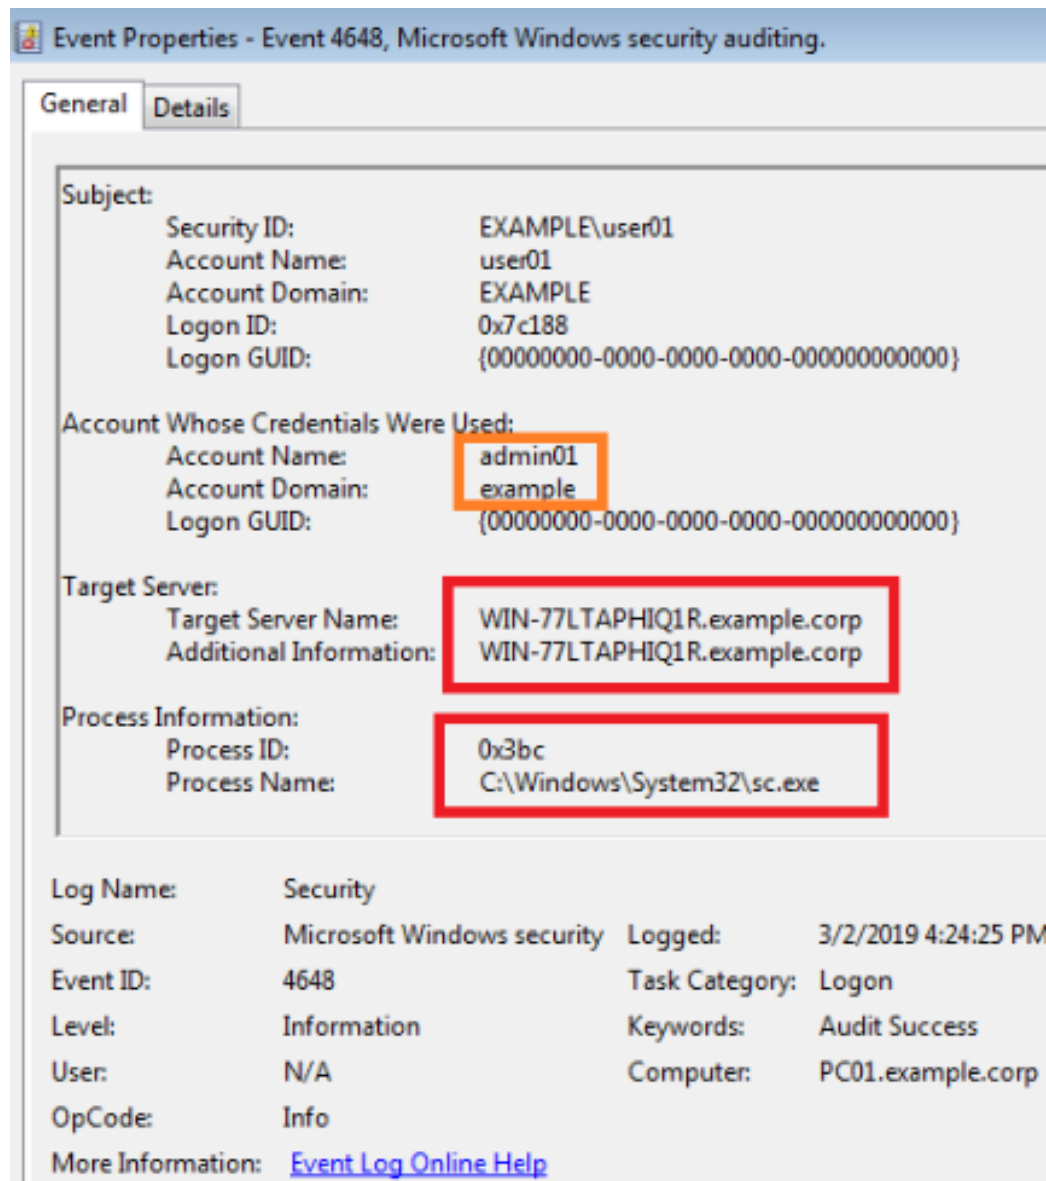 Event Properties - Event 4648, Microsoft Windows security auditing.
General Details
Subject:
Security ID: EXAMPLE\user01
Account Name: user01
Account Domain: EXAMPLE
Logon ID: 0x7c188
Logon GUID: {00000000-0000-0000-0000-000000000000}
Account Whose Credentials Were Used:
Account Name: admin01
Account Domain: example
Logon GUID: {00000000-0000-0000-0000-000000000000}
Target Server:
Target Server Name: WIN-77LTAPHIQ1R.example.corp
Additional Information: WIN-77LTAPHIQ1R.example.corp
Process Information:
Process ID: 0x3bc
Process Name: C:\Windows\System32\sc.exe
Log Name: Security
Source: Microsoft Windows security Logged: 3/2/2019 4:24:25 PM
Event ID: 4648 Task Category: Logon
Level: Information Keywords: Audit Success
User: N/A Computer: PC01.example.corp
OpCode: Info
More Information: Event Log Online Help